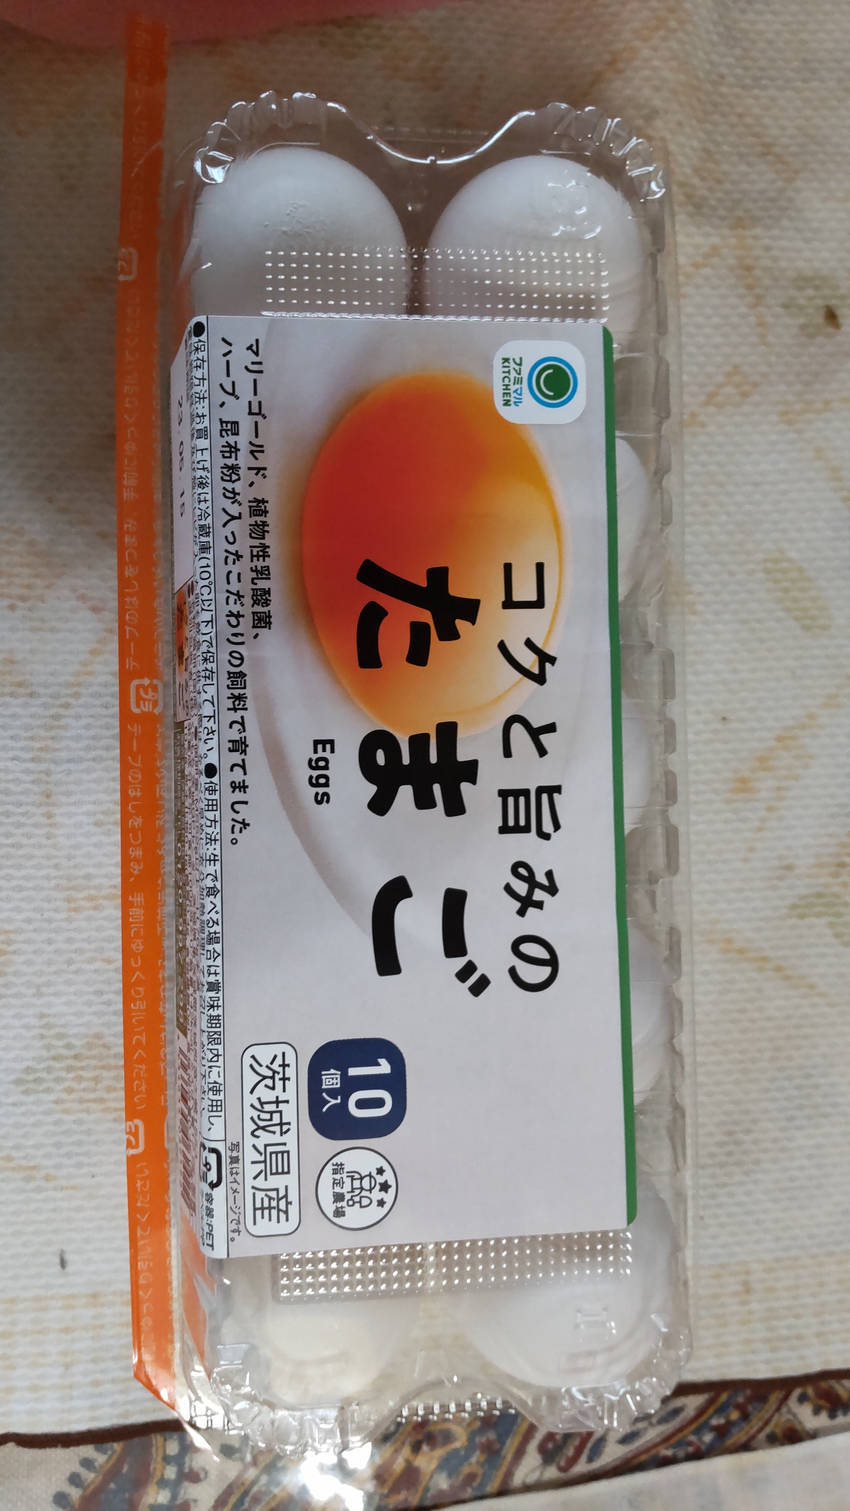 ファミマル
KITCHEN
コクと旨みの
たまご
Eggs
マリーゴールド、植物性乳酸菌、
ハーブ、昆布粉が入ったこだわりの飼料で育てました。
10
個入
指定農場
茨城県産
写真はイメージです。
●保存方法:お買上げ後は冷蔵庫(10℃以下)で保存して下さい。●使用方法:生で食べる場合は賞味期限内に使用し、
容器:PET
テープのはしをつまみ、手前にゆっくり引いてください